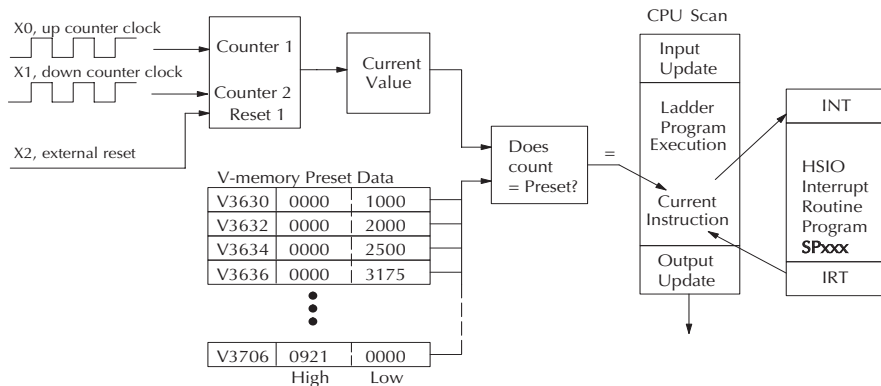 X0, up counter clock
X1, down counter clock
X2, external reset
Counter 1
Counter 2
Reset 1
Current
Value
V-memory Preset Data
V3630 0000 1000
V3632 0000 2000
V3634 0000 2500
V3636 0000 3175
V3706 0921 0000
High Low
Does
count
= Preset?
=
CPU Scan
Input
Update
Ladder
Program
Execution
Current
Instruction
Output
Update
INT
HSIO
Interrupt
Routine
Program
SPxxx
IRT